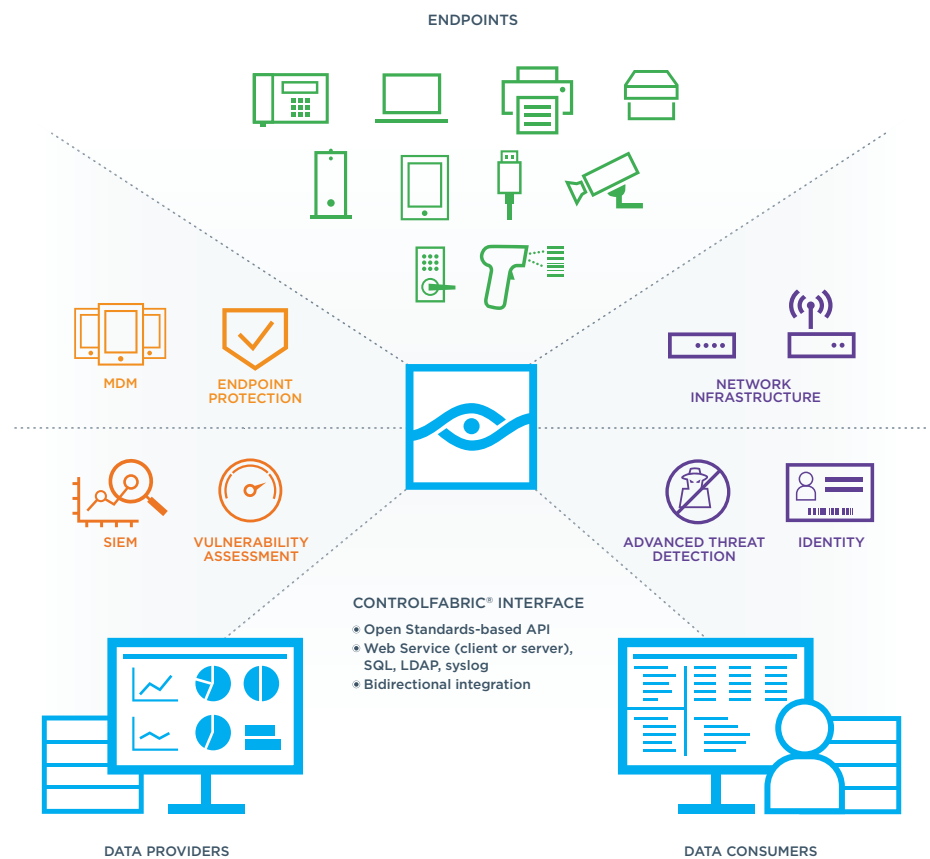 ENDPOINTS
MDM
ENDPOINT
PROTECTION
NETWORK
INFRASTRUCTURE
SIEM
VULNERABILITY
ASSESSMENT
ADVANCED THREAT
DETECTION
IDENTITY
CONTROLFABRIC® INTERFACE
Open Standards-based API
Web Service (client or server),
SQL, LDAP, syslog
Bidirectional integration
DATA PROVIDERS
DATA CONSUMERS